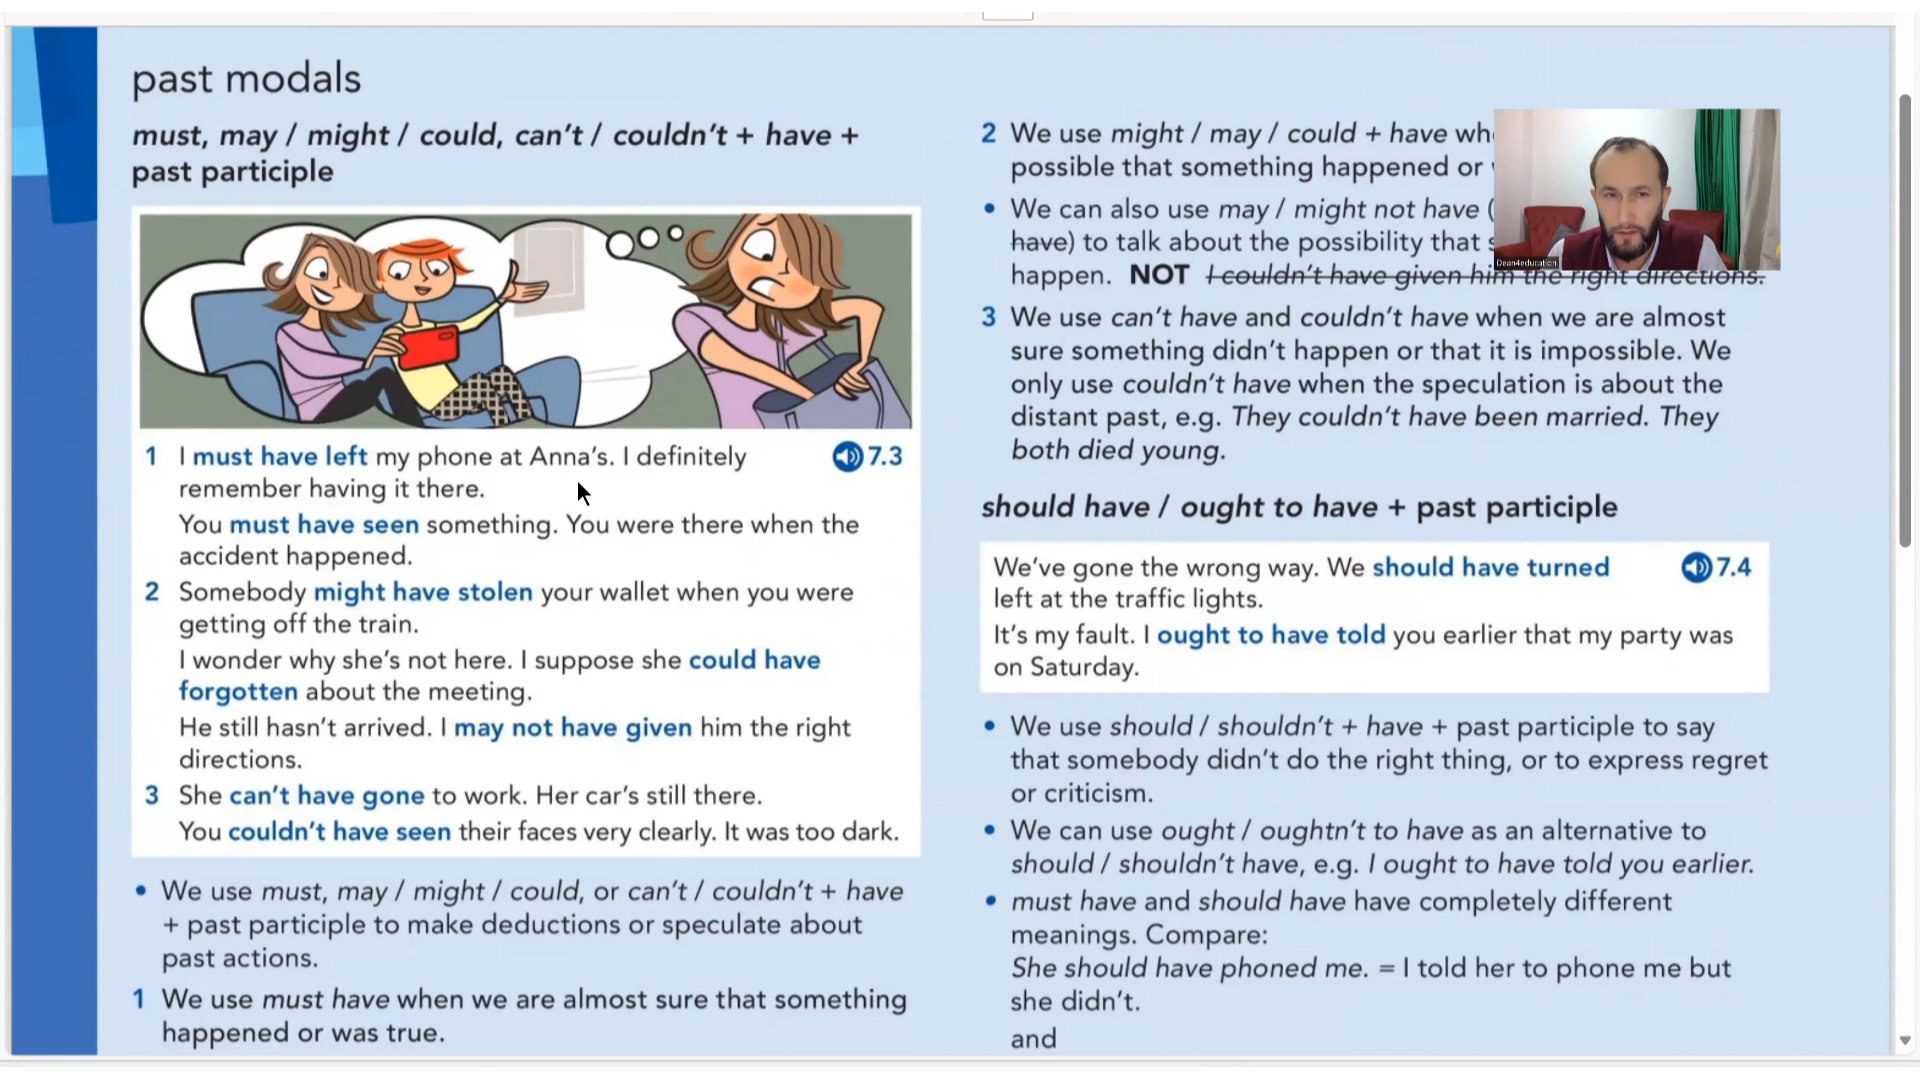 past modals
must, may / might / could, can't / couldn't + have +
past participle
1 I must have left my phone at Anna's. I definitely
7.3
remember having it there.
You must have seen something. You were there when the
accident happened.
2 Somebody might have stolen your wallet when you were
getting off the train.
I wonder why she's not here. I suppose she could have
forgotten about the meeting.
He still hasn't arrived. I may not have given him the right
directions.
3 She can't have gone to work. Her car's still there.
You couldn't have seen their faces very clearly. It was too dark.
• We use must, may / might / could, or can't / couldn't + have
+ past participle to make deductions or speculate about
past actions.
1 We use must have when we are almost sure that something
happened or was true.
2 We use might / may / could + have
possible that something happened or
• We can also use may / might not have (
have) to talk about the possibility that
happen. NOT I couldn't have given him the right directions.
3 We use can't have and couldn't have when we are almost
sure something didn't happen or that it is impossible. We
only use couldn't have when the speculation is about the
distant past, e.g. They couldn't have been married. They
both died young.
should have / ought to have + past participle
We've gone the wrong way. We should have turned
7.4
left at the traffic lights.
It's my fault. I ought to have told you earlier that my party was
on Saturday.
• We use should / shouldn't + have + past participle to say
that somebody didn't do the right thing, or to express regret
or criticism.
• We can use ought / oughtn't to have as an alternative to
should / shouldn't have, e.g. I ought to have told you earlier.
• must have and should have have completely different
meanings. Compare:
She should have phoned me. = I told her to phone me but
she didn't.
and
Dean4education